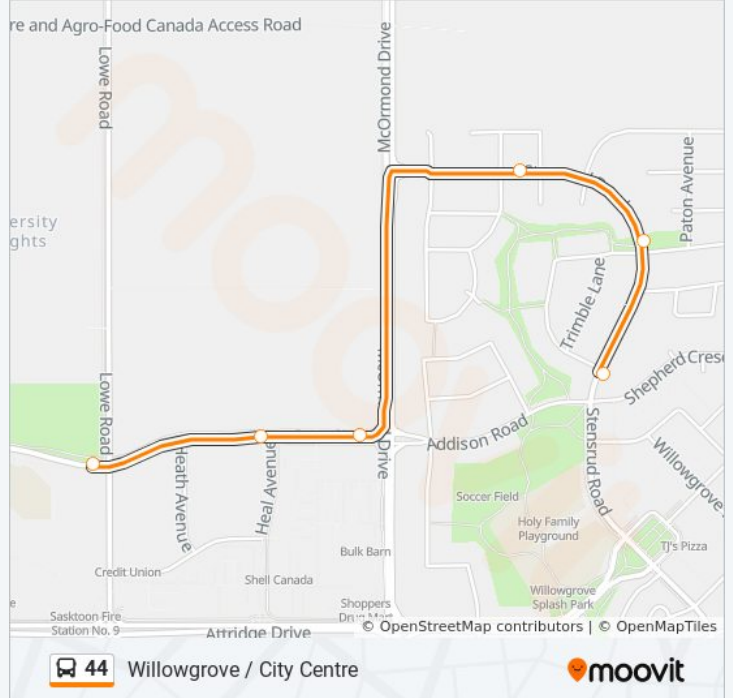 re and Agro-Food Canada Access Road
Lowe Road
McOrmond Drive
Paton Avenue
ersity
ghts
Trimble Lane
Shepherd Cresc
Lowe Road
Drive
Addison Road
Stensrud Road
Willowgrove
Heath Avenue
Heal Avenue
Soccer Field
Holy Family
Playground
TJ's Pizza
Bulk Barn
Credit Union
Shell Canada
Willowgrove
Splash Park
e
Sasktoon Fire
Station No. 9
Shoppers
Drug Mart
Attridge Drive
© OpenStreetMap contributors | © OpenMapTiles
44 Willowgrove / City Centre
moovit
moovit